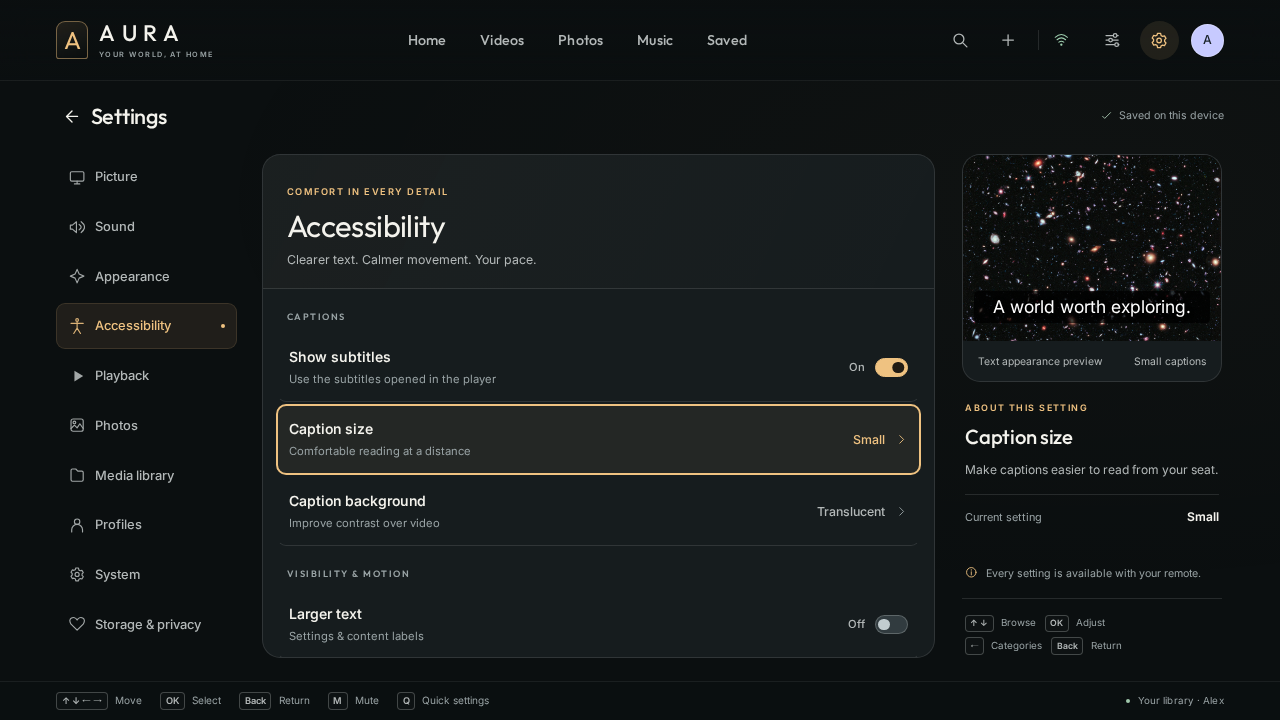 A
AURA
YOUR WORLD, AT HOME
Home
Videos
Photos
Music
Saved
A
Settings
Saved on this device
Picture
Sound
Appearance
Accessibility
Playback
Photos
Media library
Profiles
System
Storage & privacy
COMFORT IN EVERY DETAIL
Accessibility
Clearer text. Calmer movement. Your pace.
CAPTIONS
Show subtitles
Use the subtitles opened in the player
On
Caption size
Comfortable reading at a distance
Small
Caption background
Improve contrast over video
Translucent
VISIBILITY & MOTION
Larger text
Settings & content labels
Off
A world worth exploring.
Text appearance preview
Small captions
ABOUT THIS SETTING
Caption size
Make captions easier to read from your seat.
Current setting
Small
Every setting is available with your remote.
↑ ↓ Browse OK Adjust
← Categories Back Return
↑ ↓ ← → Move OK Select Back Return M Mute Q Quick settings
Your library · Alex